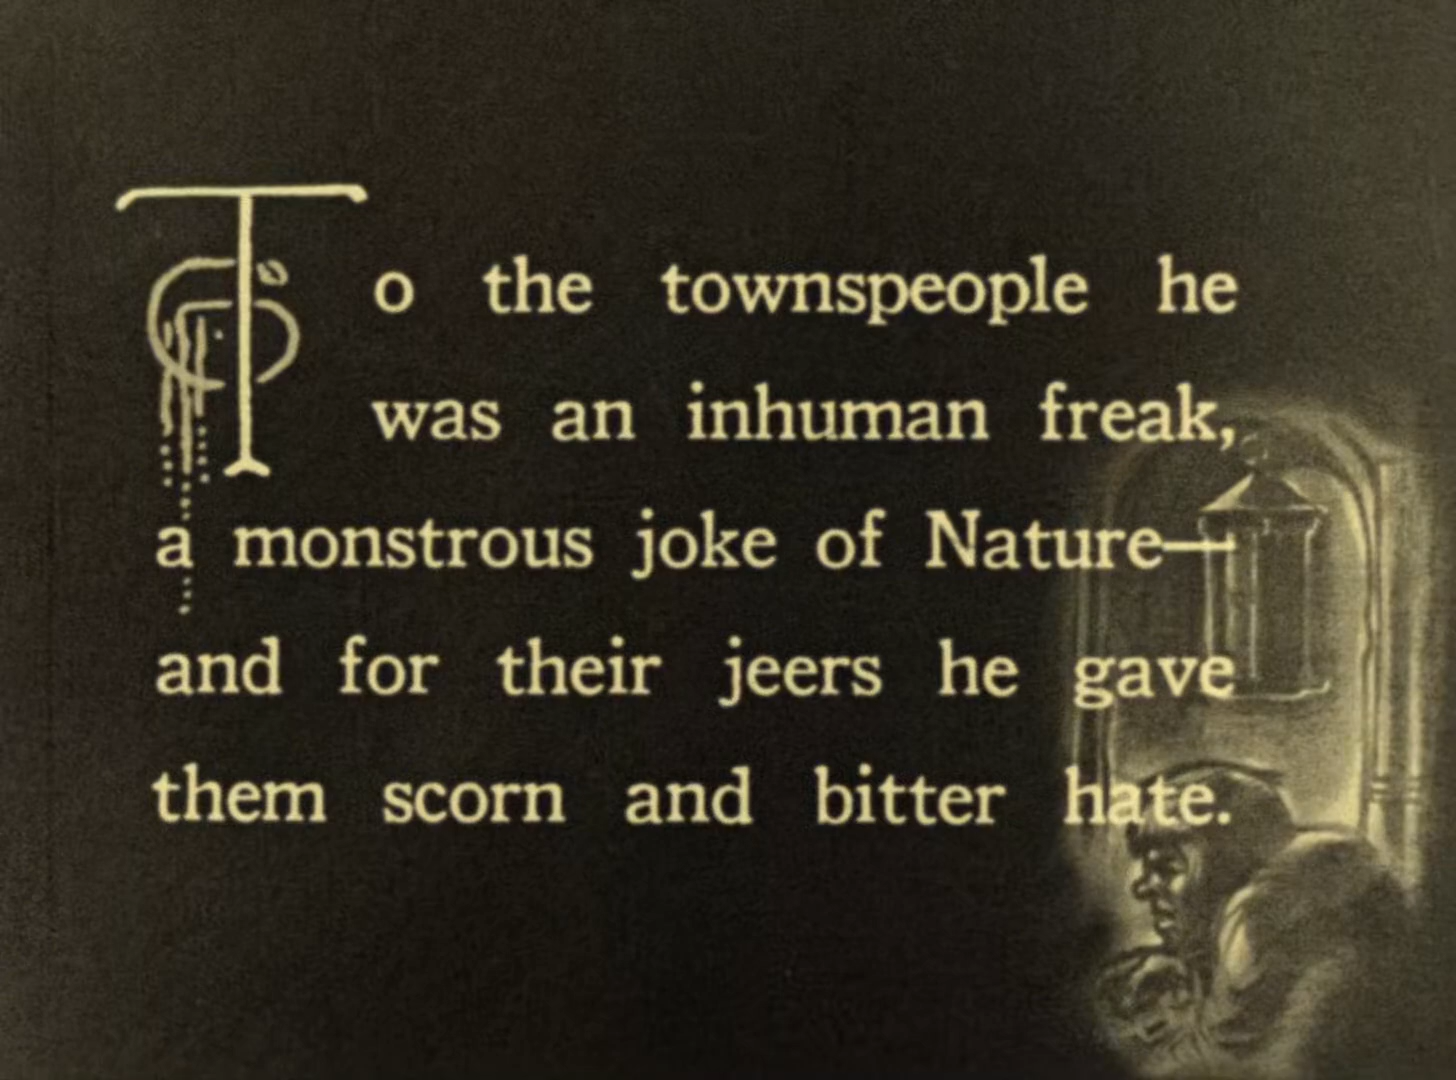 To the townspeople he
was an inhuman freak,
a monstrous joke of Nature—
and for their jeers he gave
them scorn and bitter hate.